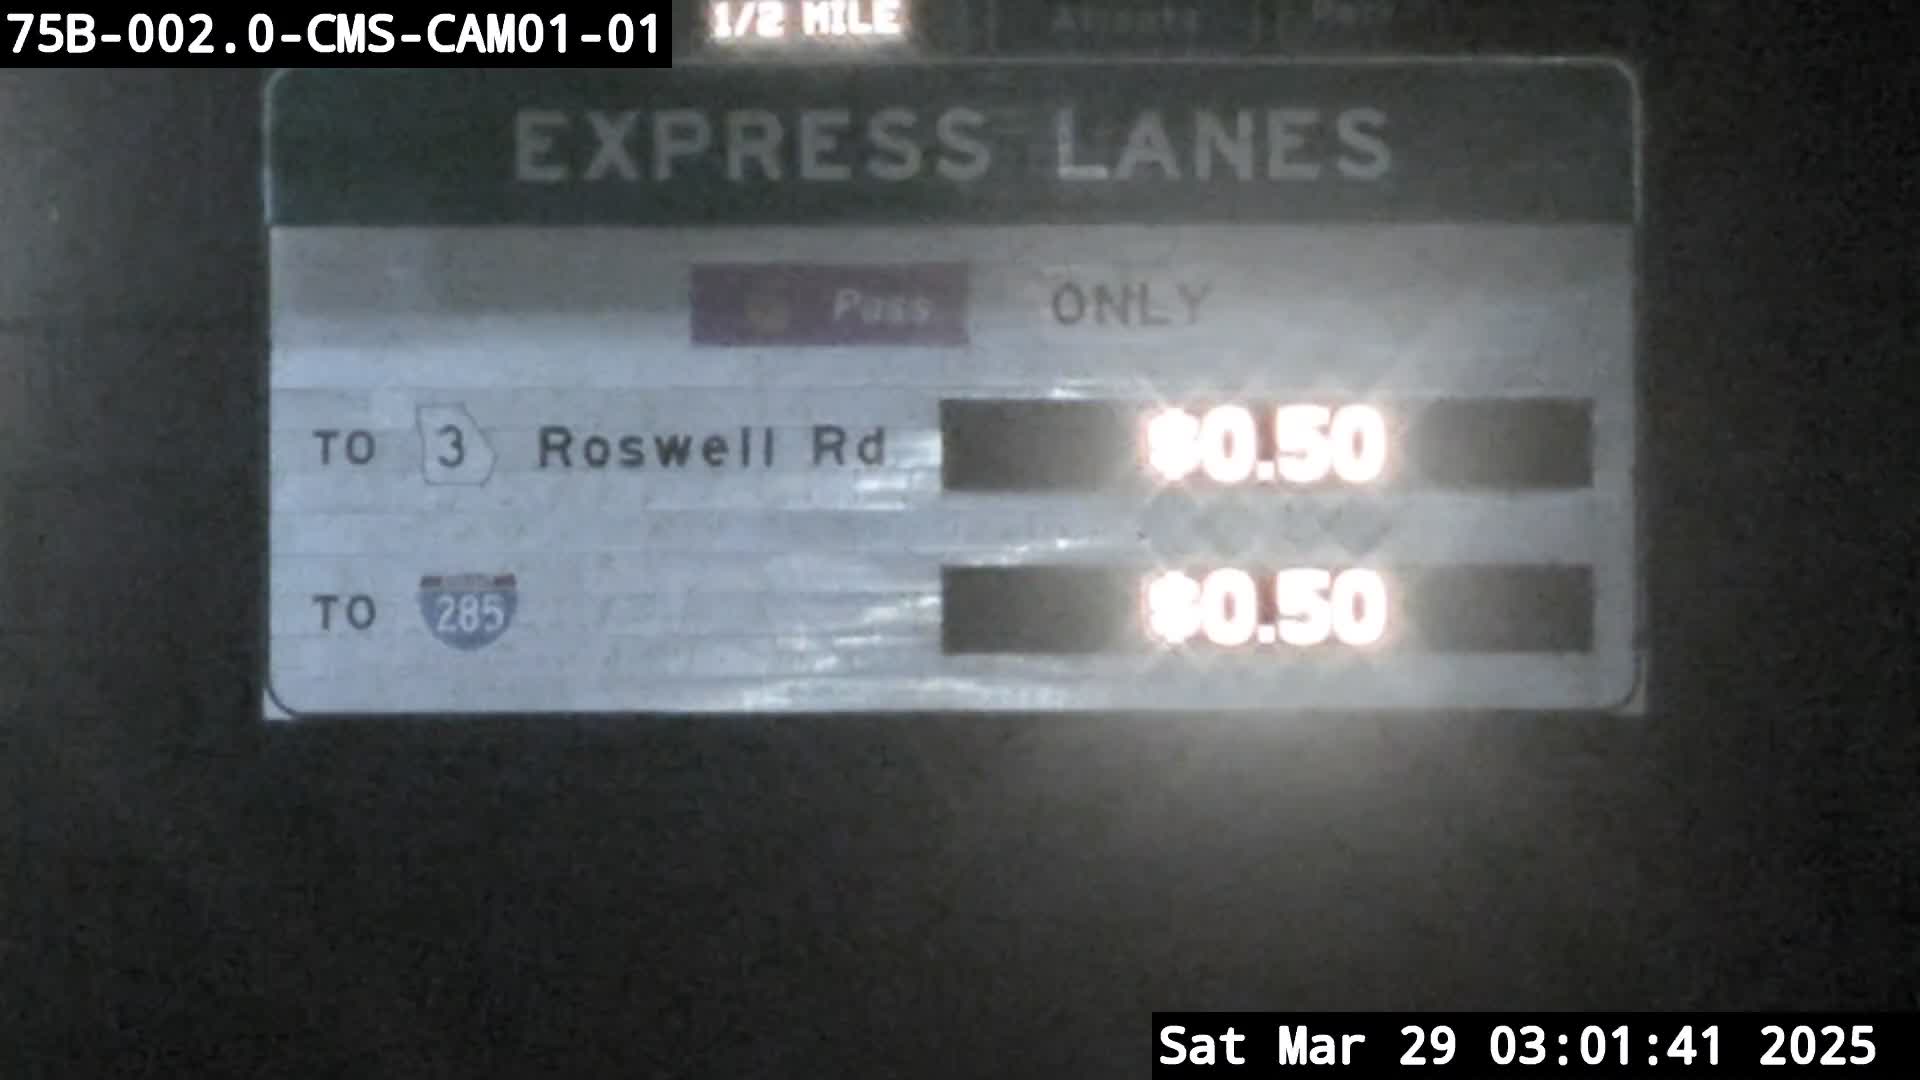 75B-002.0-CMS-CAM01-01
1/2 MILE
EXPRESS LANES
Pass ONLY
TO 3 Roswell Rd $0.50
TO 285 $0.50
Sat Mar 29 03:01:41 2025